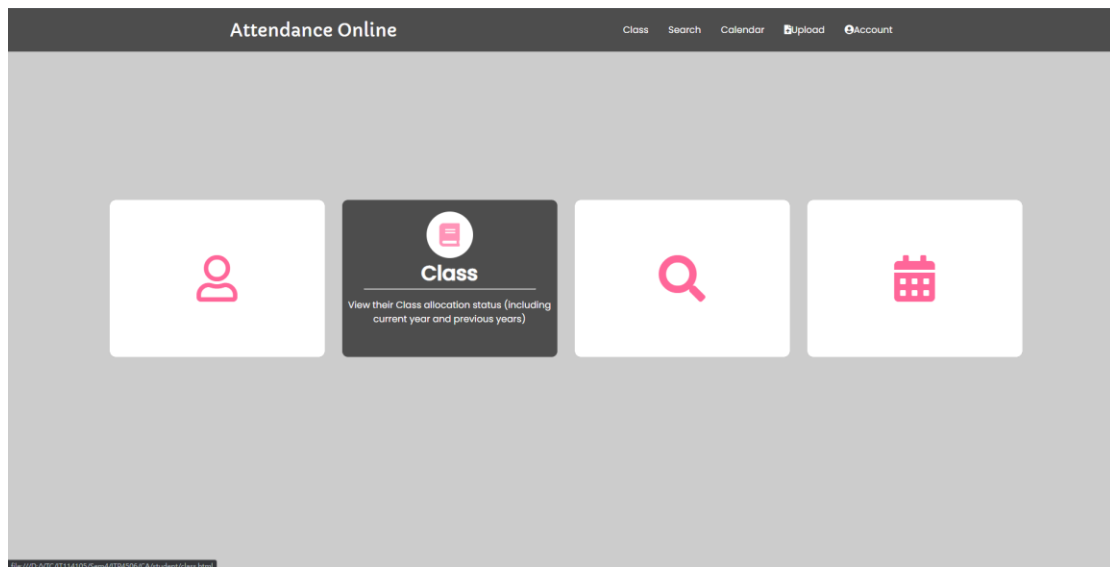 Attendance Online
Class Search Calendar Upload Account
Class
View their Class allocation status (including
current year and previous years)